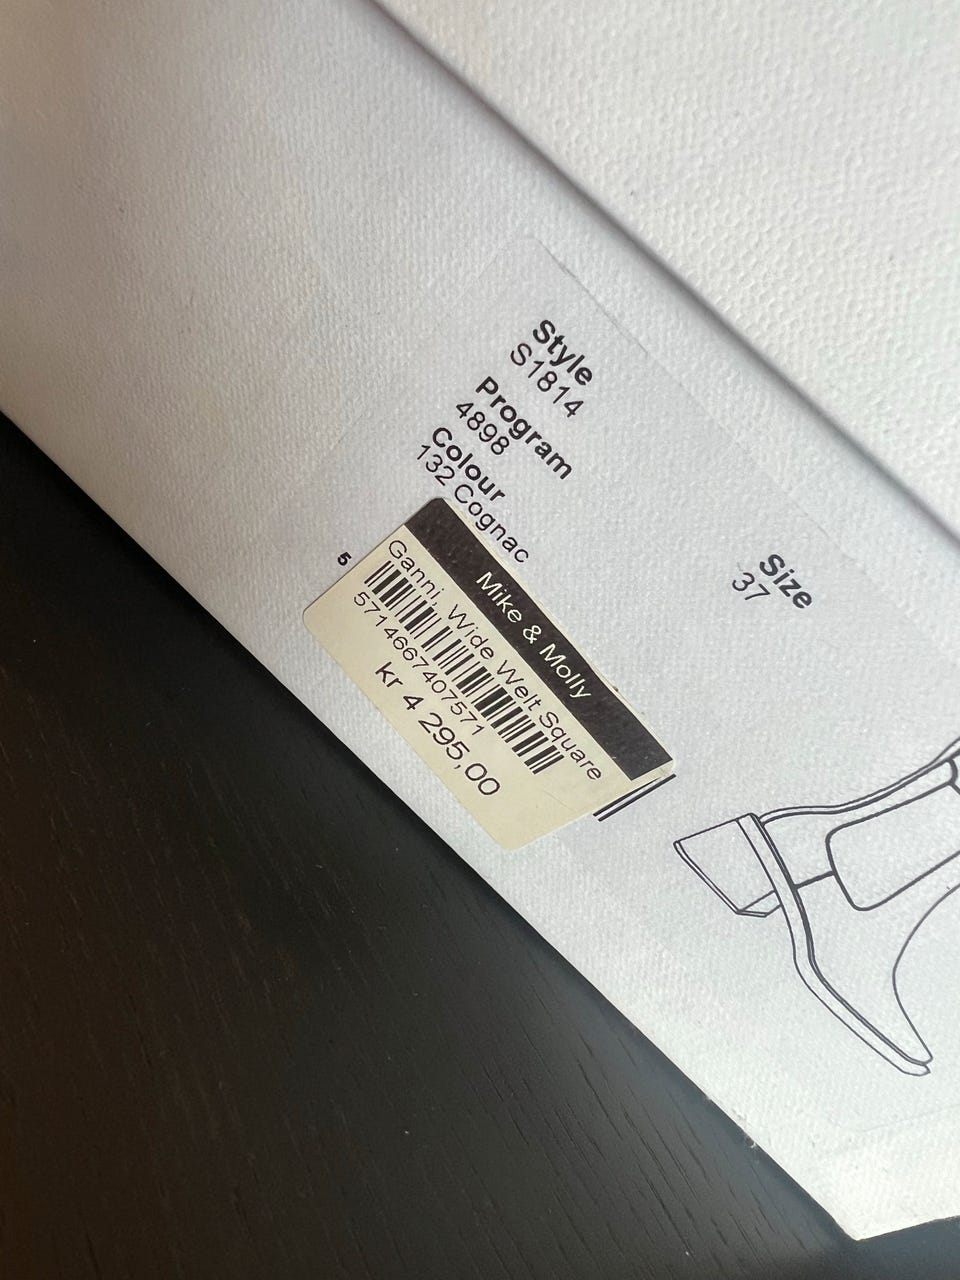 Style
S1814
Program
4898
Colour
132 Cognac
Size
37
5
Mike & Molly
Ganni, Wide Welt Square
5714667407571
kr 4 295,00